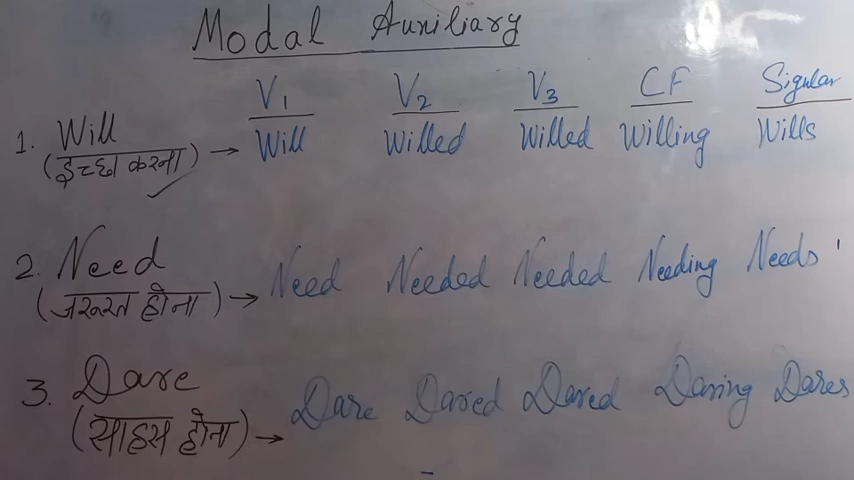 Modal Auxiliary
V1 V2 V3 CF Sigular
1. Will
(इच्छा करना) → Will Willed Willed Willing Wills
2. Need
(जरूरत होना) → Need Needed Needed Needing Needs
3. Dare
(साहस होना) → Dare Dared Dared Daring Dares